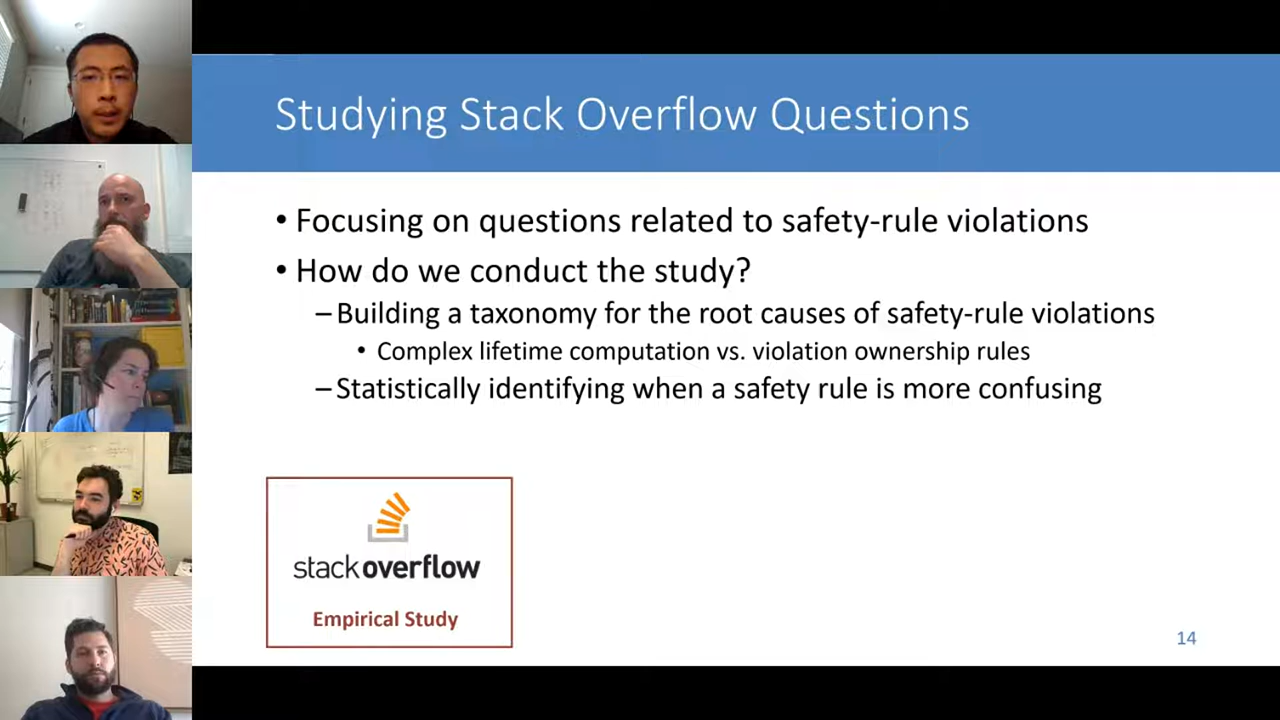 Studying Stack Overflow Questions
• Focusing on questions related to safety-rule violations
• How do we conduct the study?
–Building a taxonomy for the root causes of safety-rule violations
• Complex lifetime computation vs. violation ownership rules
–Statistically identifying when a safety rule is more confusing
stackoverflow
Empirical Study
14